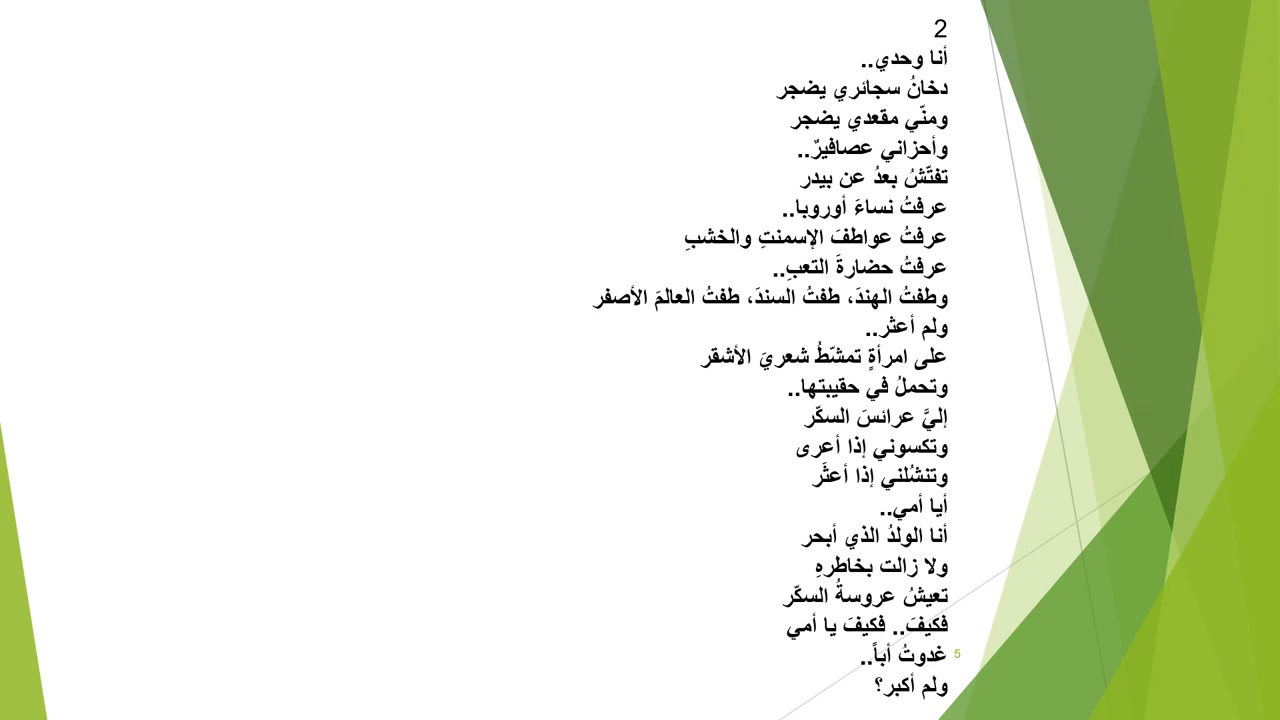 2
أنا وحدي..
دخانُ سجائري يضجر
ومنّي مقعدي يضجر
وأحزاني عصافيرٌ..
تفتّشُ بعدُ عن بيدر
عرفتُ نساءَ أوروبا..
عرفتُ عواطفَ الإسمنتِ والخشبِ
عرفتُ حضارةَ التعبِ..
وطفتُ الهندَ، طفتُ السندَ، طفتُ العالمَ الأصفر
ولم أعثر..
على امرأةٍ تمشّطُ شعريَ الأشقر
وتحملُ في حقيبتها..
إليَّ عرائسَ السكّر
وتكسوني إذا أعرى
وتنشُلني إذا أعثَر
أيا أمي..
أنا الولدُ الذي أبحر
ولا زالت بخاطرهِ
تعيشُ عروسةُ السكّر
فكيفَ.. فكيفَ يا أمي
غدوتُ أباً..
ولم أكبر؟
5